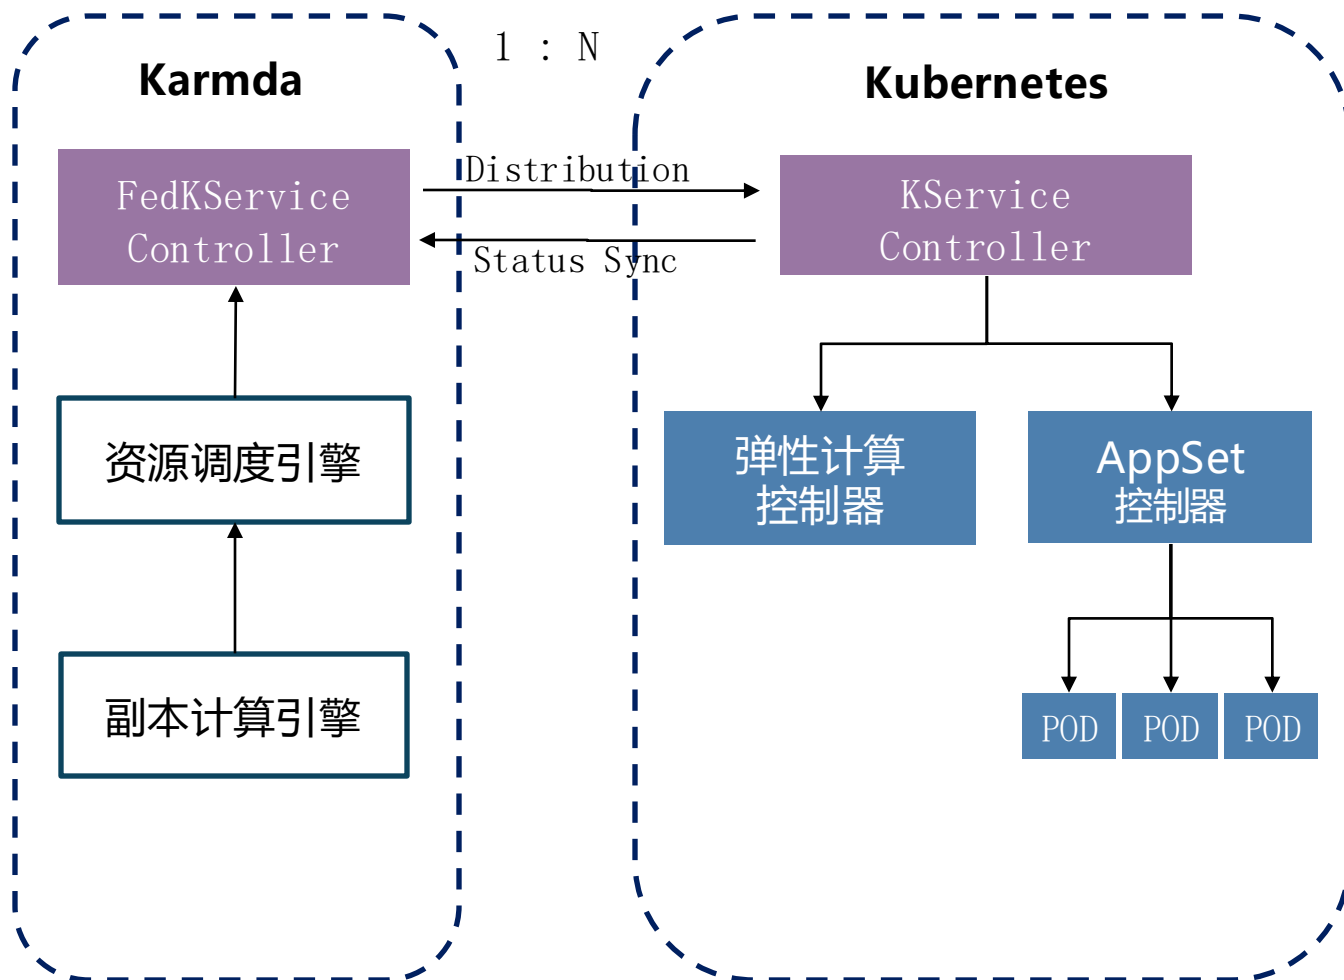 1 : N
Karmda
Kubernetes
FedKService
Controller
Distribution
Status Sync
KService
Controller
资源调度引擎
副本计算引擎
弹性计算
控制器
AppSet
控制器
POD
POD
POD